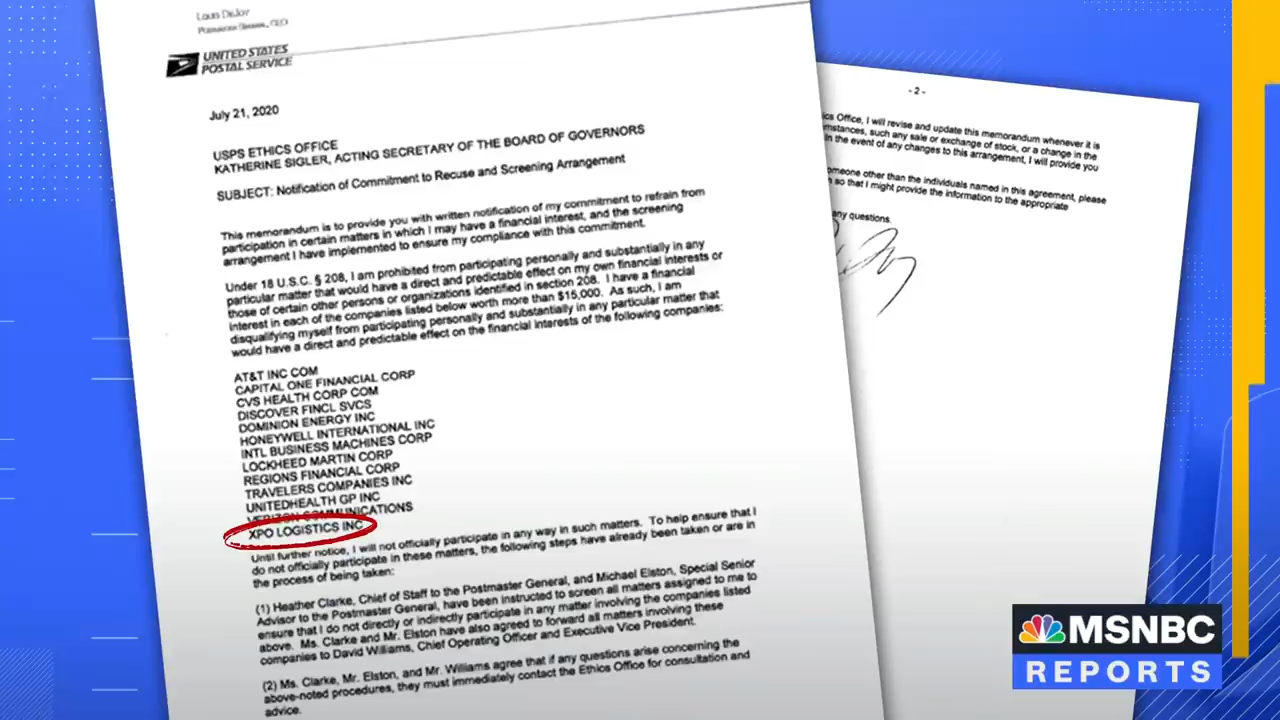 Louis DeJoy
Postmaster General, CEO
UNITED STATES
POSTAL SERVICE
July 21, 2020
USPS ETHICS OFFICE
KATHERINE SIGLER, ACTING SECRETARY OF THE BOARD OF GOVERNORS
SUBJECT: Notification of Commitment to Recuse and Screening Arrangement
This memorandum is to provide you with written notification of my commitment to refrain from
participation in certain matters in which I may have a financial interest, and the screening
arrangement I have implemented to ensure my compliance with this commitment.
Under 18 U.S.C. § 208, I am prohibited from participating personally and substantially in any
particular matter that would have a direct and predictable effect on my own financial interests or
those of certain other persons or organizations identified in section 208. I have a financial
interest in each of the companies listed below worth more than $15,000. As such, I am
disqualifying myself from participating personally and substantially in any particular matter that
would have a direct and predictable effect on the financial interests of the following companies:
AT&T INC COM
CAPITAL ONE FINANCIAL CORP
CVS HEALTH CORP COM
DISCOVER FINCL SVCS
DOMINION ENERGY INC
HONEYWELL INTERNATIONAL INC
INTL BUSINESS MACHINES CORP
LOCKHEED MARTIN CORP
REGIONS FINANCIAL CORP
TRAVELERS COMPANIES INC
UNITEDHEALTH GP INC
VERIZON COMMUNICATIONS
XPO LOGISTICS INC
Until further notice, I will not officially participate in any way in such matters. To help ensure that I
do not officially participate in these matters, the following steps have already been taken or are in
the process of being taken:
(1) Heather Clarke, Chief of Staff to the Postmaster General, and Michael Elston, Special Senior
Advisor to the Postmaster General, have been instructed to screen all matters assigned to me to
ensure that I do not directly or indirectly participate in any matter involving the companies listed
above. Ms. Clarke and Mr. Elston have also agreed to forward all matters involving these
companies to David Williams, Chief Operating Officer and Executive Vice President.
(2) Ms. Clarke, Mr. Elston, and Mr. Williams agree that if any questions arise concerning the
above-noted procedures, they must immediately contact the Ethics Office for consultation and
advice.
- 2 -
ics Office, I will revise and update this memorandum whenever it is
mstances, such any sale or exchange of stock, or a change in the
In the event of any changes to this arrangement, I will provide you
omeone other than the individuals named in this agreement, please
so that I might provide the information to the appropriate
any questions.
MSNBC
REPORTS